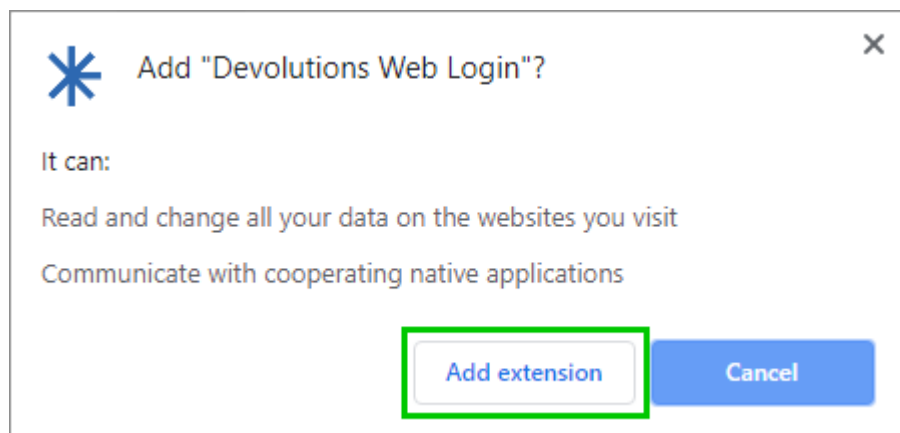 Add "Devolutions Web Login"?
It can:
Read and change all your data on the websites you visit
Communicate with cooperating native applications
Add extension
Cancel